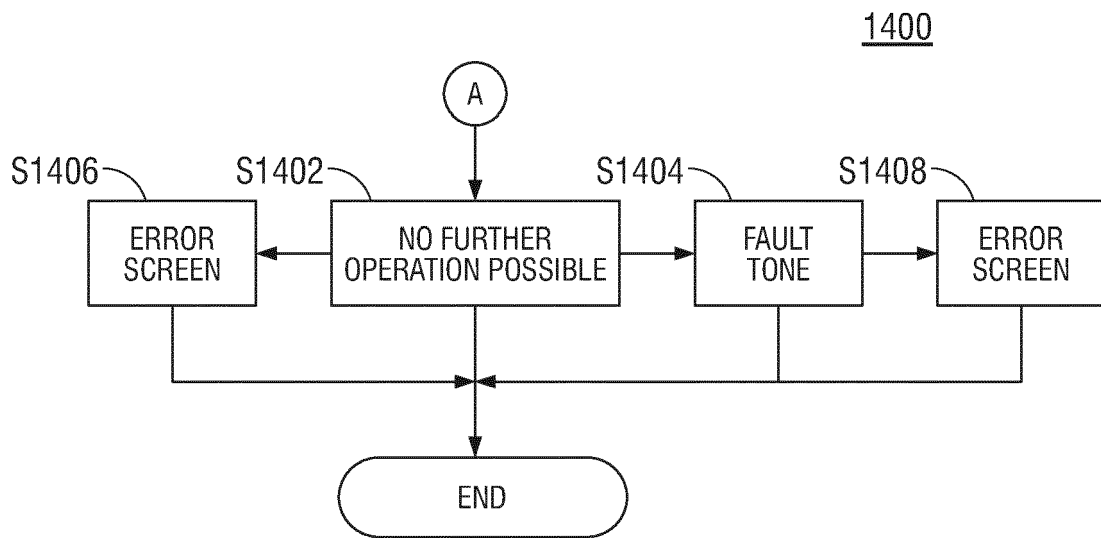 1400
A
S1406
S1402
S1404
S1408
ERROR
SCREEN
NO FURTHER
OPERATION POSSIBLE
FAULT
TONE
ERROR
SCREEN
END